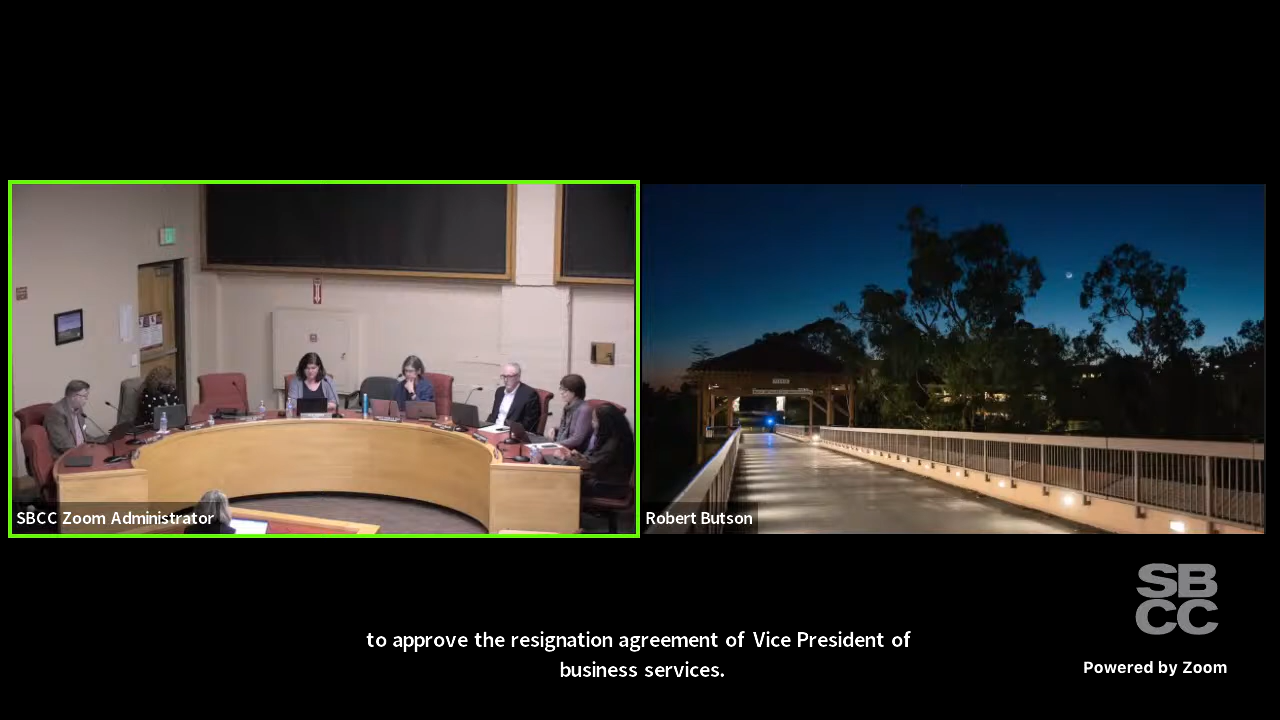 SBCC Zoom Administrator
Robert Butson
SB
CC
to approve the resignation agreement of Vice President of
business services.
Powered by Zoom